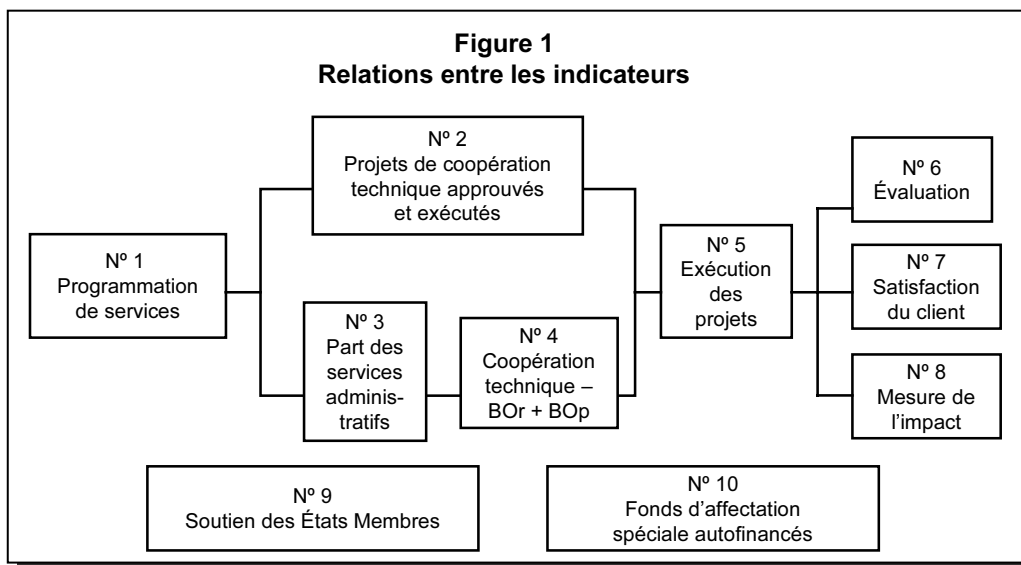 Figure 1
Relations entre les indicateurs
Nº 1
Programmation
de services
Nº 2
Projets de coopération
technique approuvés
et exécutés
Nº 3
Part des
services
adminis-
tratifs
Nº 4
Coopération
technique –
BOr + BOp
Nº 5
Exécution
des
projets
Nº 6
Évaluation
Nº 7
Satisfaction
du client
Nº 8
Mesure de
l’impact
Nº 9
Soutien des États Membres
Nº 10
Fonds d’affectation
spéciale autofinancés